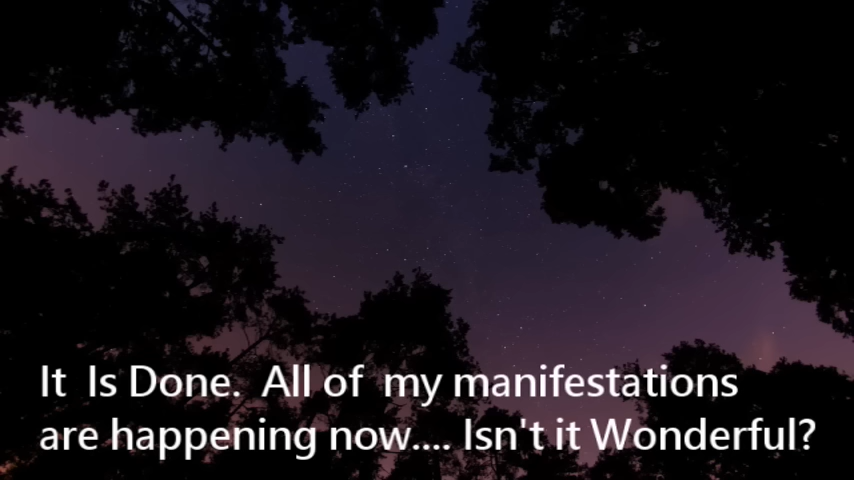 It Is Done. All of my manifestations
are happening now.... Isn't it Wonderful?